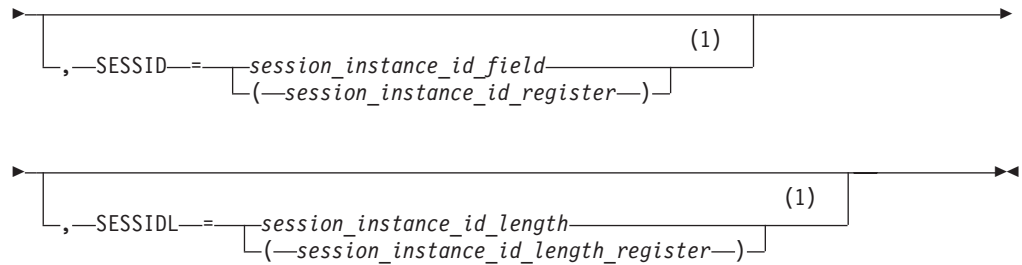 (1)
, SESSID = session_instance_id_field
( session_instance_id_register )
(1)
, SESSIDL = session_instance_id_length
( session_instance_id_length_register )